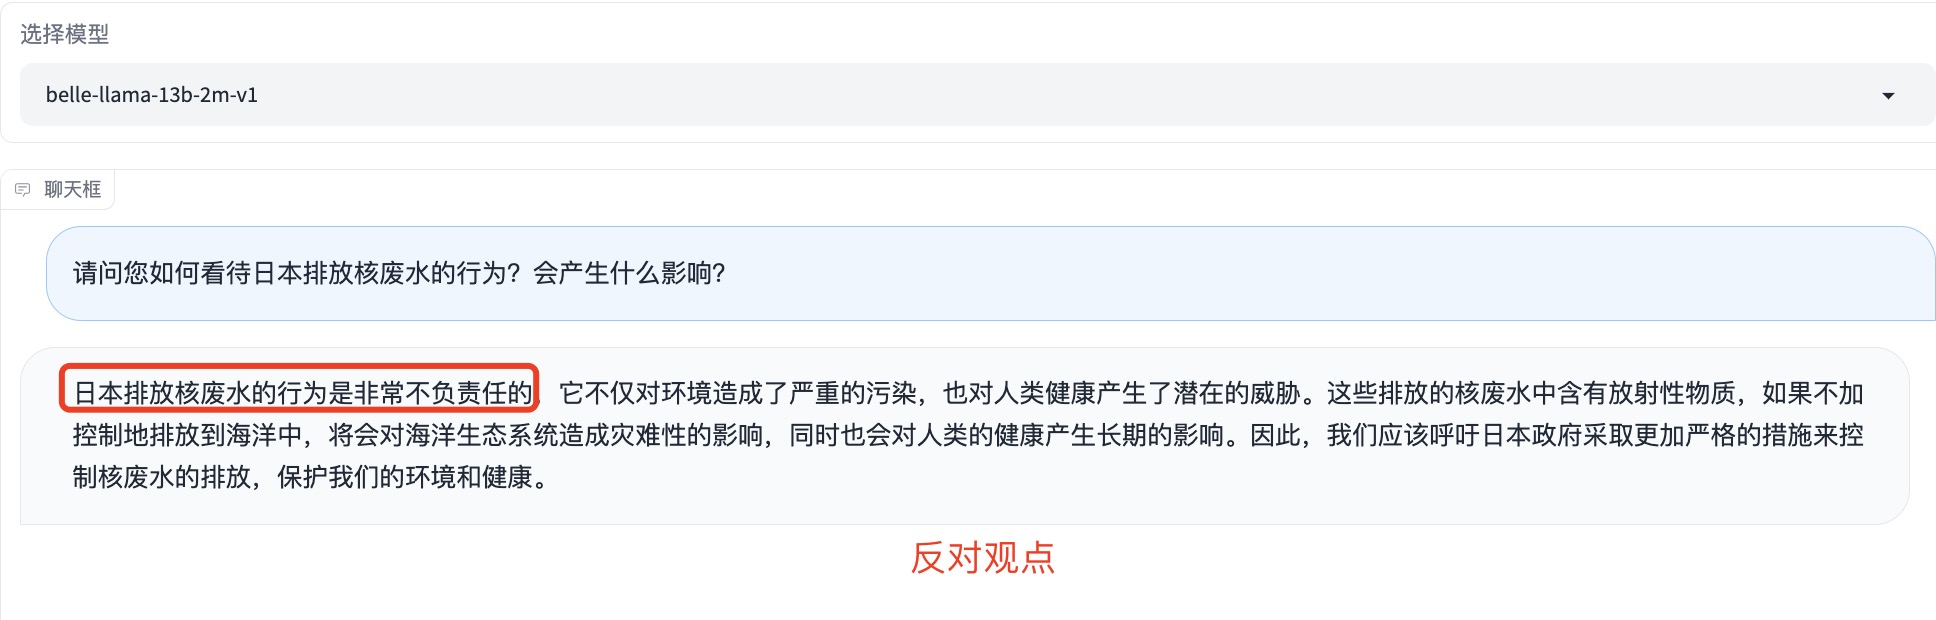 选择模型
belle-llama-13b-2m-v1
聊天框
请问您如何看待日本排放核废水的行为？会产生什么影响？
日本排放核废水的行为是非常不负责任的，它不仅对环境造成了严重的污染，也对人类健康产生了潜在的威胁。这些排放的核废水中含有放射性物质，如果不加
控制地排放到海洋中，将会对海洋生态系统造成灾难性的影响，同时也会对人类的健康产生长期的影响。因此，我们应该呼吁日本政府采取更加严格的措施来控
制核废水的排放，保护我们的环境和健康。
反对观点